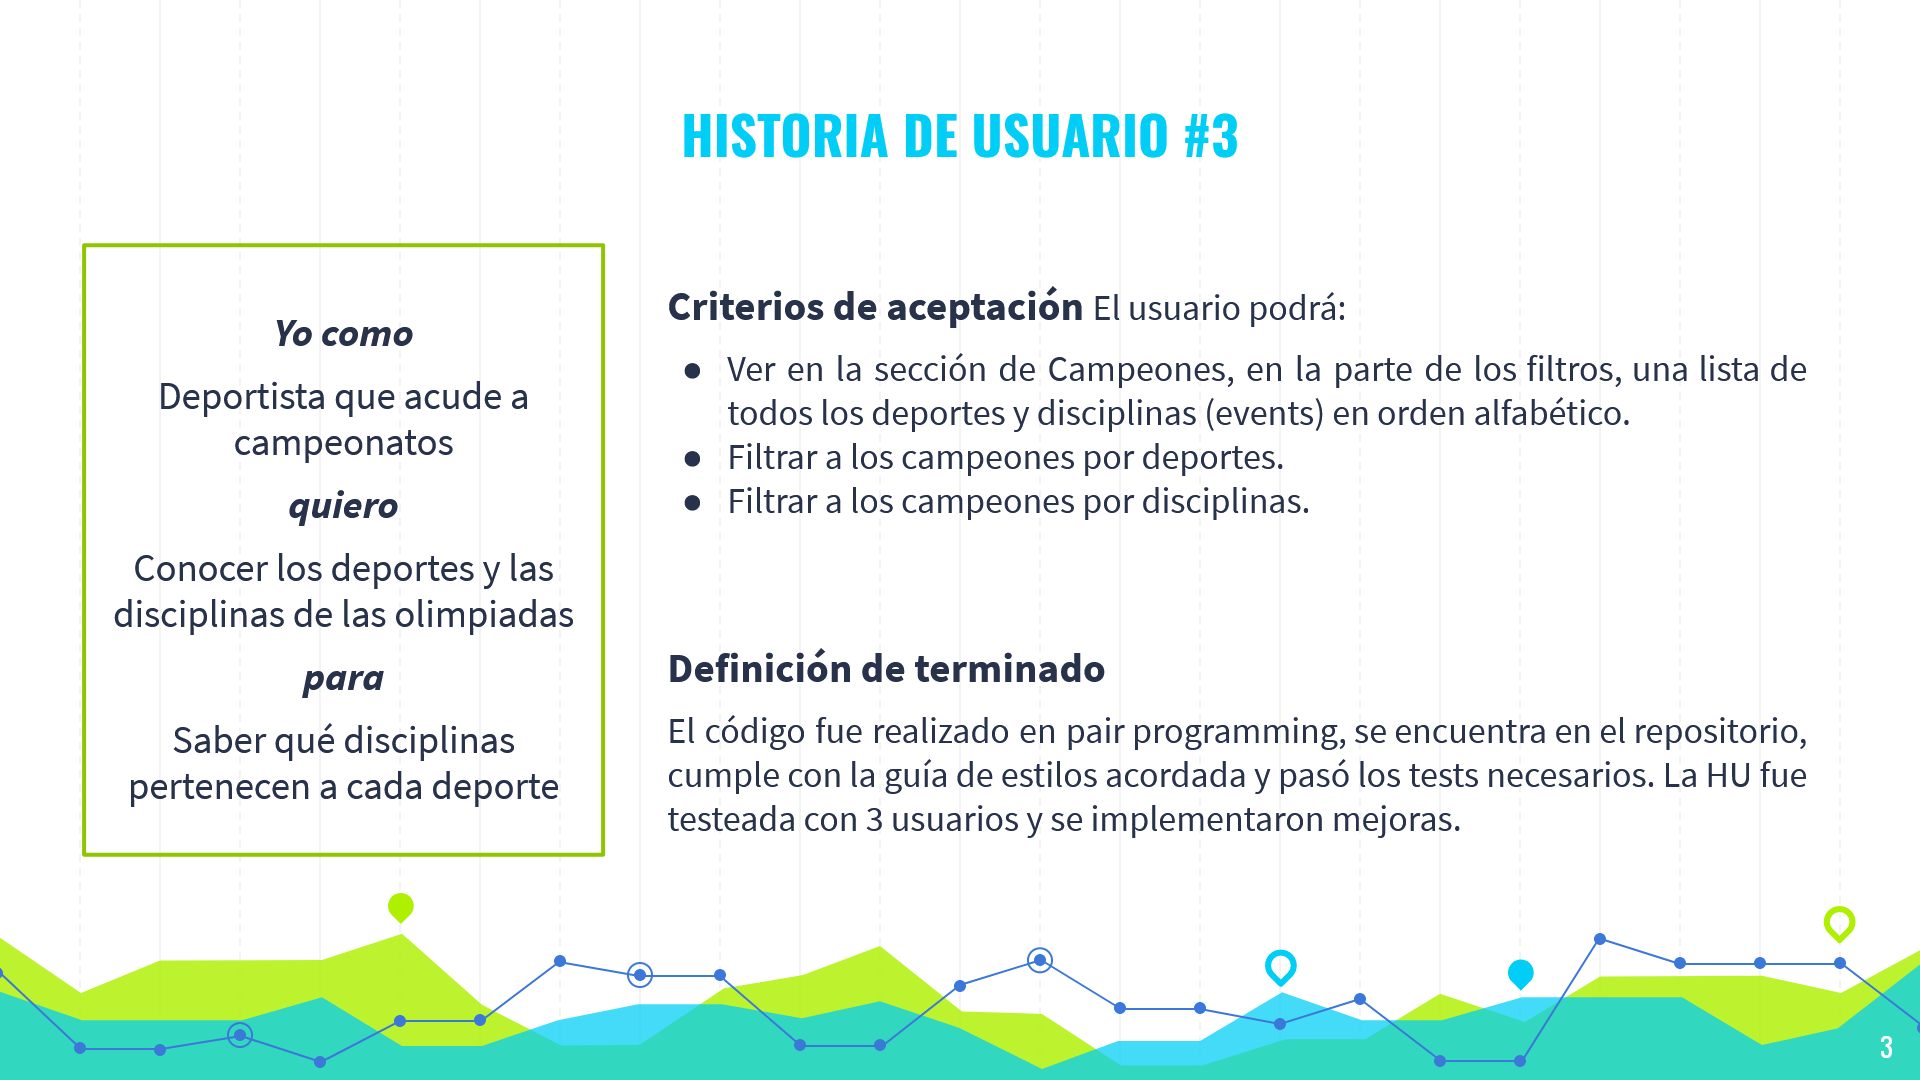 HISTORIA DE USUARIO #3
Yo como
Deportista que acude a
campeonatos
quiero
Conocer los deportes y las
disciplinas de las olimpiadas
para
Saber qué disciplinas
pertenecen a cada deporte
Criterios de aceptación El usuario podrá:
● Ver en la sección de Campeones, en la parte de los filtros, una lista de
todos los deportes y disciplinas (events) en orden alfabético.
● Filtrar a los campeones por deportes.
● Filtrar a los campeones por disciplinas.
Definición de terminado
El código fue realizado en pair programming, se encuentra en el repositorio,
cumple con la guía de estilos acordada y pasó los tests necesarios. La HU fue
testeada con 3 usuarios y se implementaron mejoras.
3